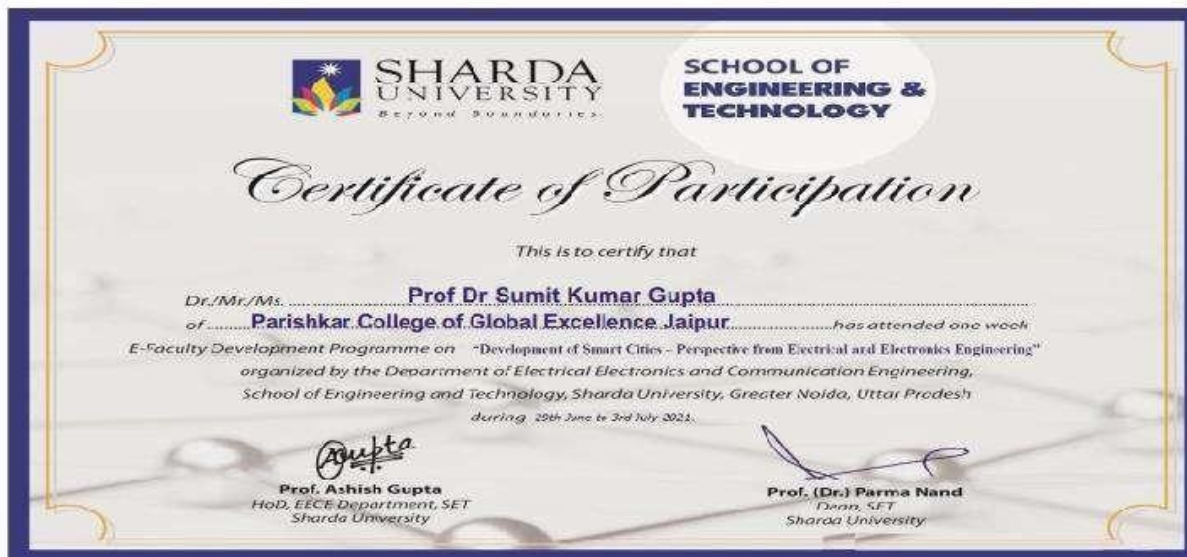 SHARDA
UNIVERSITY
Beyond Boundaries
SCHOOL OF
ENGINEERING &
TECHNOLOGY
Certificate of Participation
This is to certify that
Dr./Mr./Ms. Prof Dr Sumit Kumar Gupta
of Parishkar College of Global Excellence Jaipur has attended one week
E-Faculty Development Programme on "Development of Smart Cities – Perspective from Electrical and Electronics Engineering"
organized by the Department of Electrical Electronics and Communication Engineering,
School of Engineering and Technology, Sharda University, Greater Noida, Uttar Pradesh
during 29th June to 3rd July 2021.
Agupta
Prof. Ashish Gupta
HoD, EECE Department, SET
Sharda University
Prof. (Dr.) Parma Nand
Dean, SET
Sharda University